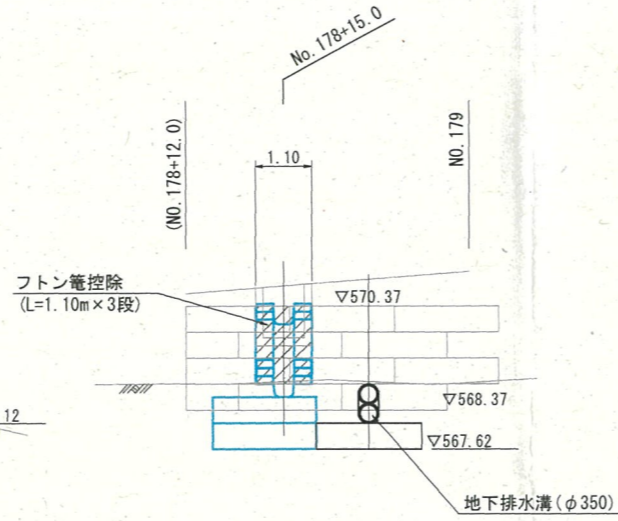 No.178+15.0
(NO.178+12.0)
NO.179
1.10
フトン篭控除
(L=1.10m×3段)
▽570.37
▽568.37
12
▽567.62
地下排水溝(φ350)